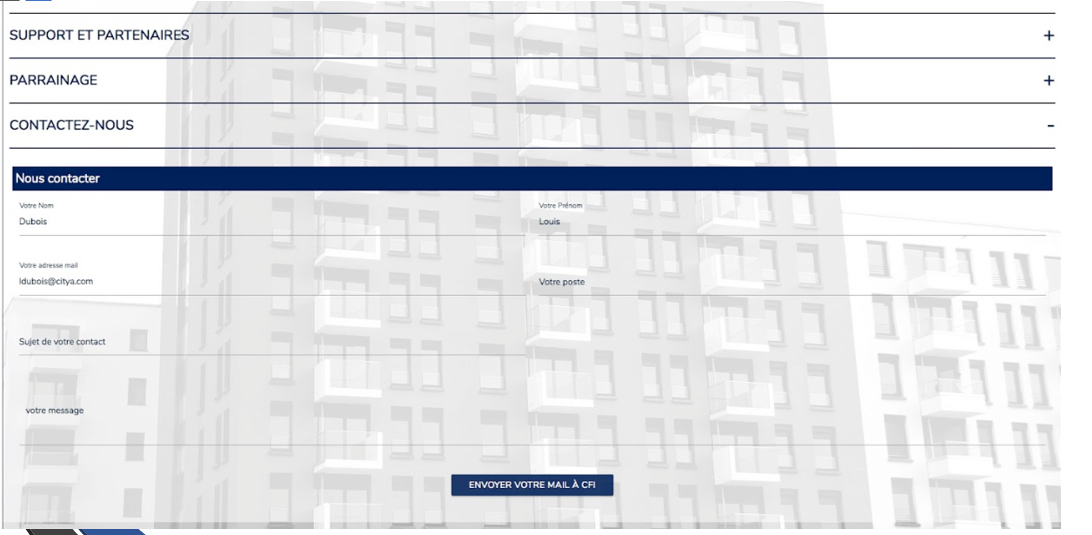 SUPPORT ET PARTENAIRES +
PARRAINAGE +
CONTACTEZ-NOUS -
Nous contacter
Votre Nom Votre Prénom
Dubois Louis
Votre adresse mail
ldubois@citya.com Votre poste
Sujet de votre contact
votre message
ENVOYER VOTRE MAIL À CFI